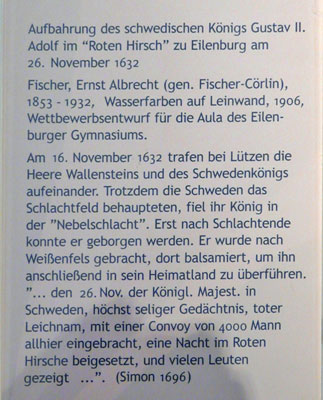 Aufbahrung des schwedischen Königs Gustav II.
Adolf im “Roten Hirsch” zu Eilenburg am
26. November 1632
Fischer, Ernst Albrecht (gen. Fischer-Cörlin),
1853 - 1932, Wasserfarben auf Leinwand, 1906,
Wettbewerbsentwurf für die Aula des Eilen-
burger Gymnasiums.
Am 16. November 1632 trafen bei Lützen die
Heere Wallensteins und des Schwedenkönigs
aufeinander. Trotzdem die Schweden das
Schlachtfeld behaupteten, fiel ihr König in
der ”Nebelschlacht”. Erst nach Schlachtende
konnte er geborgen werden. Er wurde nach
Weißenfels gebracht, dort balsamiert, um ihn
anschließend in sein Heimatland zu überführen.
”... den 26. Nov. der Königl. Majest. in
Schweden, höchst seliger Gedächtnis, toter
Leichnam, mit einer Convoy von 4000 Mann
allhier eingebracht, eine Nacht im Roten
Hirsche beigesetzt, und vielen Leuten
gezeigt ...”. (Simon 1696)